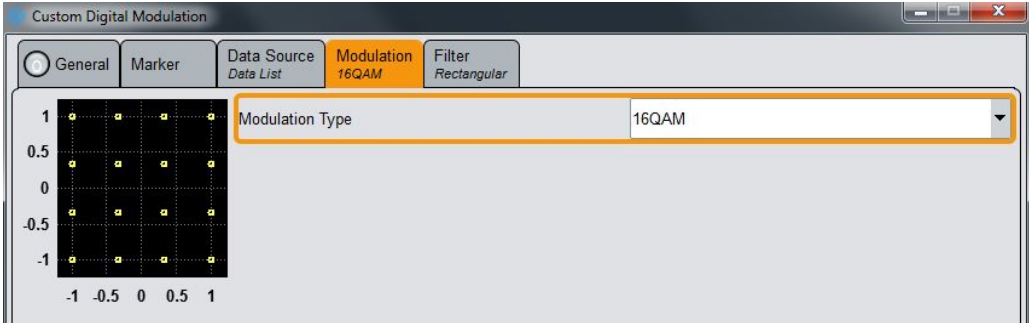 Custom Digital Modulation
General
Marker
Data Source
Data List
Modulation
16QAM
Filter
Rectangular
Modulation Type
16QAM
1
0.5
0
-0.5
-1
-1 -0.5 0 0.5 1